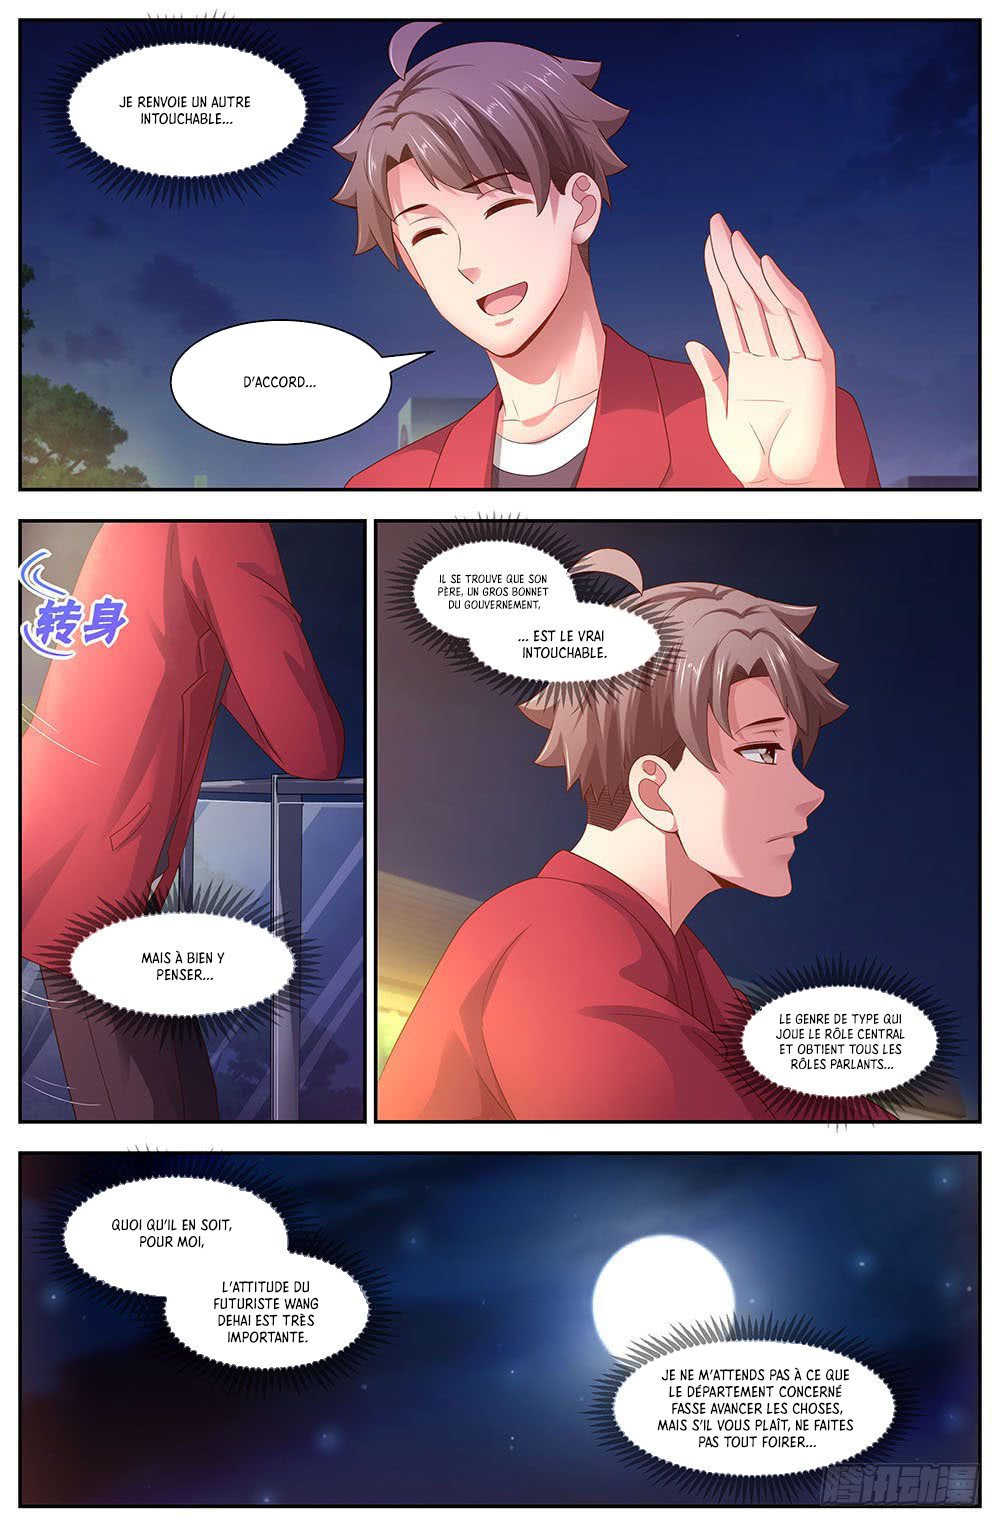 JE RENVOIE UN AUTRE
INTOUCHABLE...
D'ACCORD...
转身
MAIS À BIEN Y
PENSER...
IL SE TROUVE QUE SON
PÈRE, UN GROS BONNET
DU GOUVERNEMENT,
... EST LE VRAI
INTOUCHABLE.
LE GENRE DE TYPE QUI
JOUE LE RÔLE CENTRAL
ET OBTIENT TOUS LES
RÔLES PARLANTS...
QUOI QU'IL EN SOIT,
POUR MOI,
L'ATTITUDE DU
FUTURISTE WANG
DEHAI EST TRÈS
IMPORTANTE.
JE NE M'ATTENDS PAS À CE QUE
LE DÉPARTEMENT CONCERNÉ
FASSE AVANCER LES CHOSES,
MAIS S'IL VOUS PLAÎT, NE FAITES
PAS TOUT FOIRER...
腾讯动漫